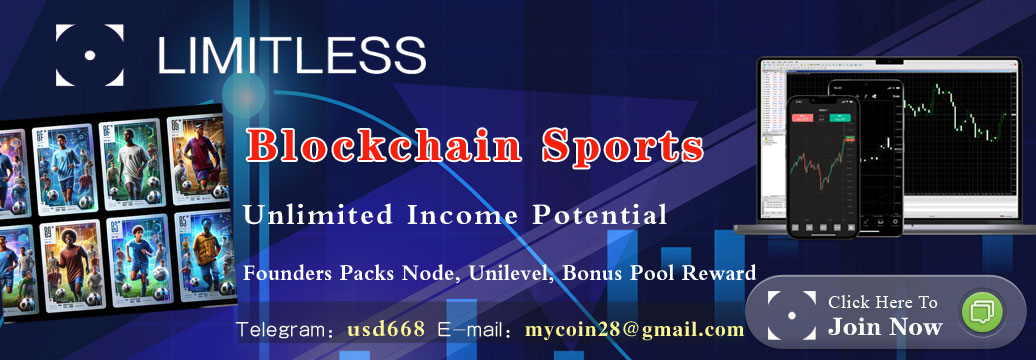 LIMITLESS
Blockchain Sports
Unlimited Income Potential
Founders Packs Node, Unilevel, Bonus Pool Reward
Telegram：usd668 E-mail：mycoin28@gmail.com
Click Here To
Join Now